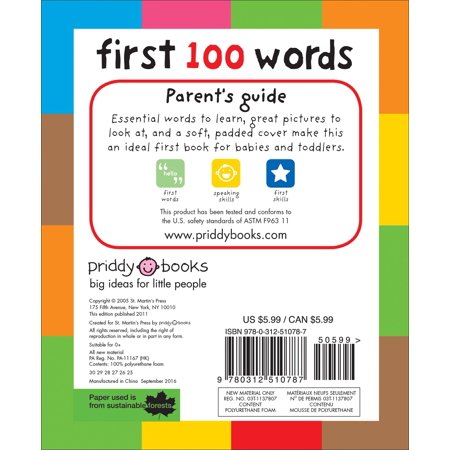 first 100 words
Parent's guide
Essential words to learn, great pictures to
look at, and a soft, padded cover make this
an ideal first book for babies and toddlers.
hello
first
words
speaking
skills
first
skills
This product has been tested and conforms to
the U.S. safety standards of ASTM F963 11
www.priddybooks.com
priddy books
big ideas for little people
Copyright © 2005 St. Martin's Press
175 Fifth Avenue, New York, NY 10010
This edition published 2011
Created for St. Martin's Press by priddy books
All rights reserved, including the right of
reproduction in whole or in part in any form.
Suitable for 0+
All new material
PA Reg. No. PA-11167 (HK)
Contents: 100% polyurethane foam
30 29 28 27 26 25
Manufactured in China September 2016
Paper used is
from sustainable forests.
US $5.99 / CAN $5.99
ISBN 978-0-312-51078-7
50599 >
9 780312 510787
NEW MATERIAL ONLY
REG. NO. 03T-1137807
CONTENT
POLYURETHANE FOAM
MATÉRIAUX NEUFS SEULEMENT
N° DE PERMIS 03T-1137807
CONTENU
MOUSSE DE POLYURETHANE